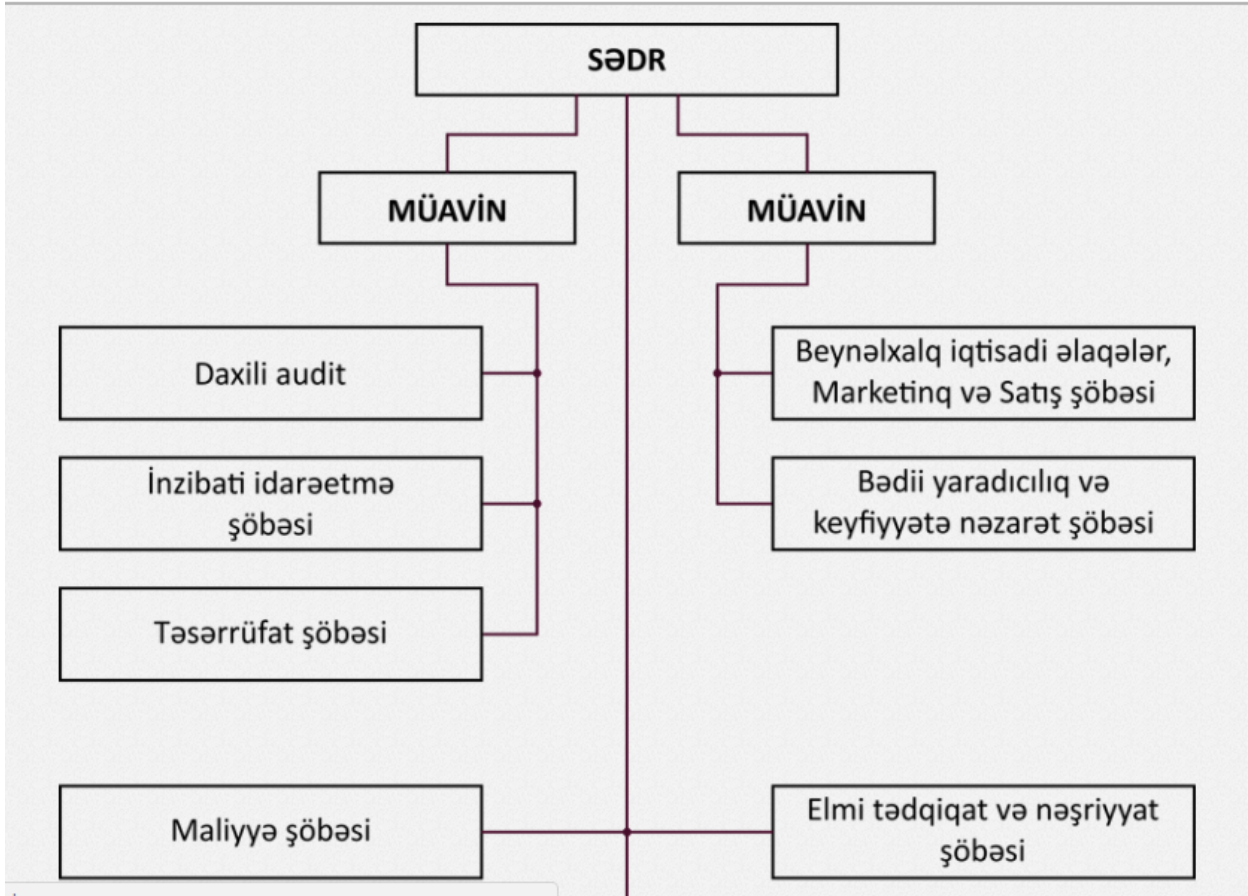 SƏDR
MÜAVİN
MÜAVİN
Daxili audit
İnzibati idarəetmə
şöbəsi
Təsərrüfat şöbəsi
Beynəlxalq iqtisadi əlaqələr,
Marketinq və Satış şöbəsi
Bədii yaradıcılıq və
keyfiyyətə nəzarət şöbəsi
Maliyyə şöbəsi
Elmi tədqiqat və nəşriyyat
şöbəsi